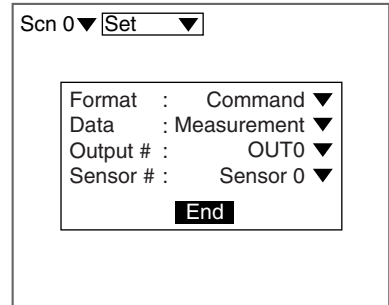 Scn 0▼ Set ▼
Format : Command ▼
Data : Measurement ▼
Output # : OUT0 ▼
Sensor # : Sensor 0 ▼
End